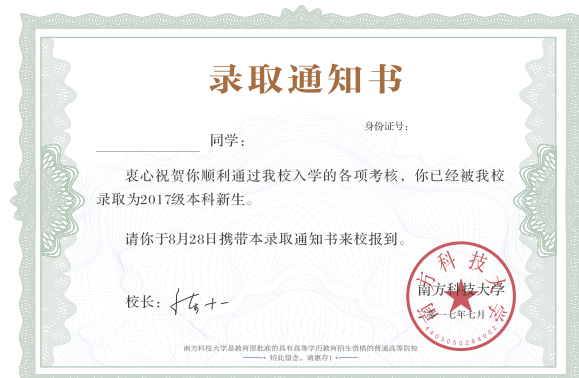 录取通知书
身份证号:
同学:
衷心祝贺你顺利通过我校入学的各项考核,你已经被我校
录取为2017级本科新生。
请你于8月28日携带本录取通知书来校报到。
校长:
南方科技大学
南方科技大学
一七年七月
南方科技大学是教育部批准的具有高等学历教育招生资格的普通高等院校
特此留念,请惠存!